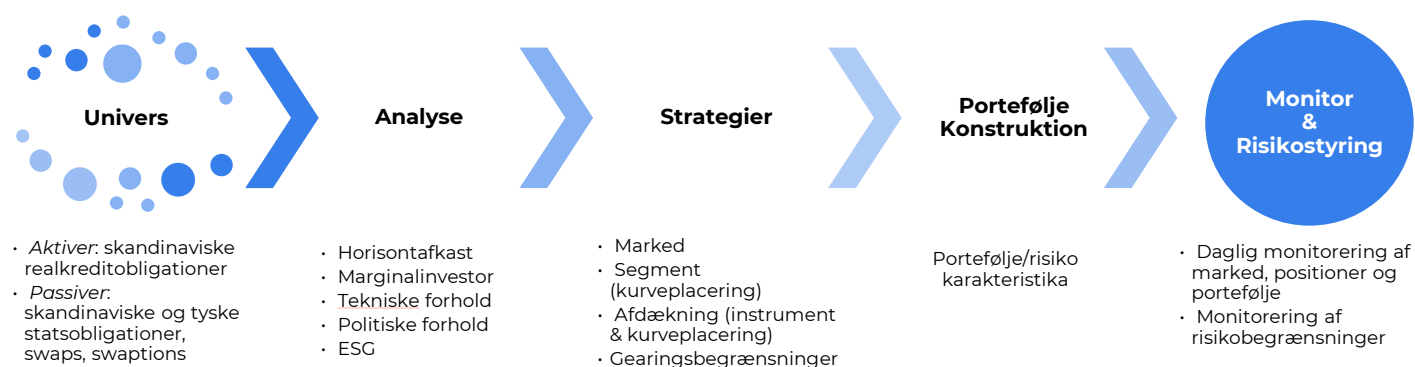 Univers
Analyse
Strategier
Portefølje
Konstruktion
Monitor
&
Risikostyring
• Aktiver: skandinaviske
realkreditobligationer
• Passiver:
skandinaviske og tyske
statsobligationer,
swaps, swaptions
• Horisontafkast
• Marginalinvestor
• Tekniske forhold
• Politiske forhold
• ESG
• Marked
• Segment
(kurveplacering)
• Afdækning (instrument
& kurveplacering)
• Gearingsbegrænsninger
Portefølje/risiko
karakteristika
• Daglig monitorering af
marked, positioner og
portefølje
• Monitorering af
risikobegrænsninger